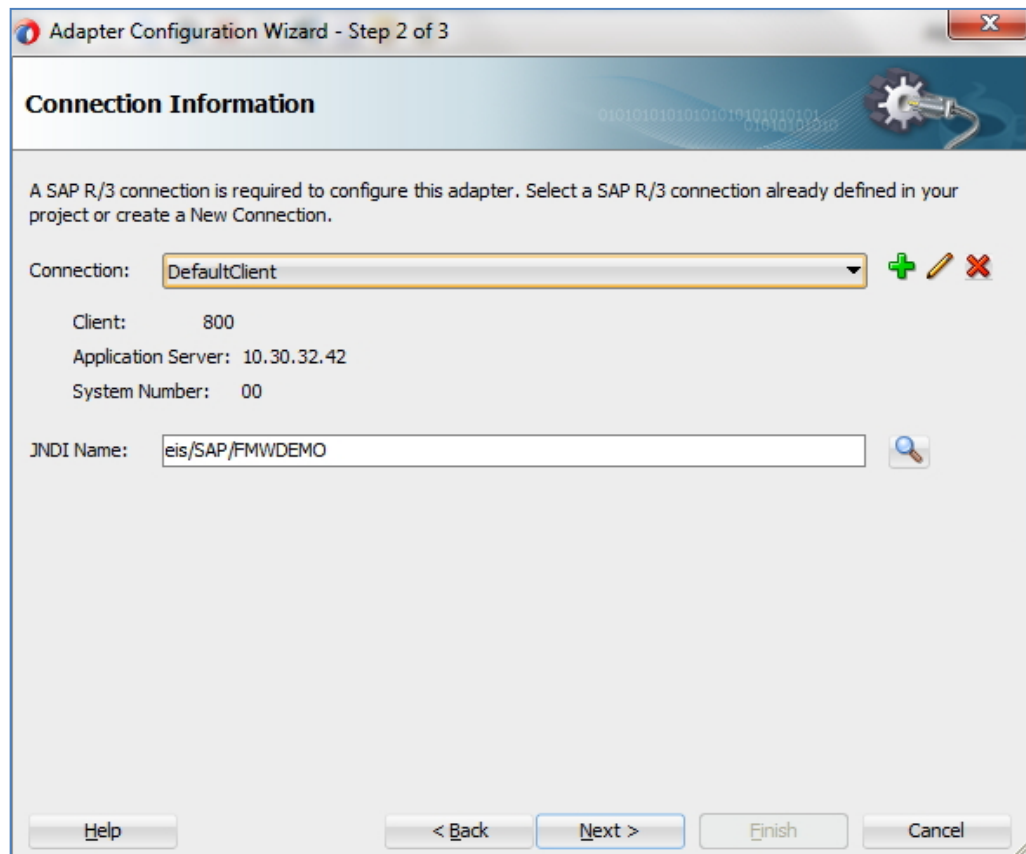 Adapter Configuration Wizard - Step 2 of 3
x
Connection Information
0101010101010101010101010101
01010101010
A SAP R/3 connection is required to configure this adapter. Select a SAP R/3 connection already defined in your
project or create a New Connection.
Connection: DefaultClient
Client: 800
Application Server: 10.30.32.42
System Number: 00
JNDI Name: eis/SAP/FMWDEMO
Help < Back Next > Finish Cancel